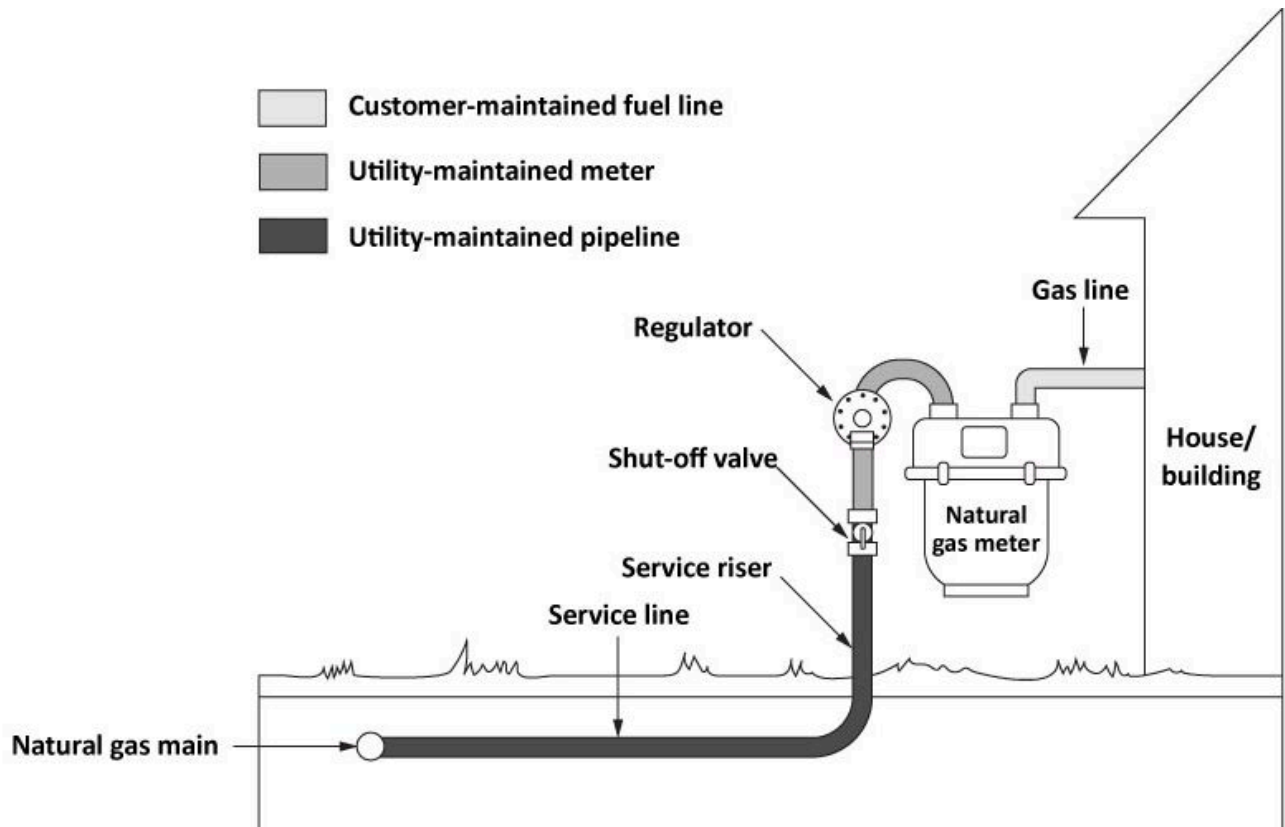 Customer-maintained fuel line
Utility-maintained meter
Utility-maintained pipeline
Gas line
Regulator
House/
building
Shut-off valve
Natural
gas meter
Service riser
Service line
Natural gas main